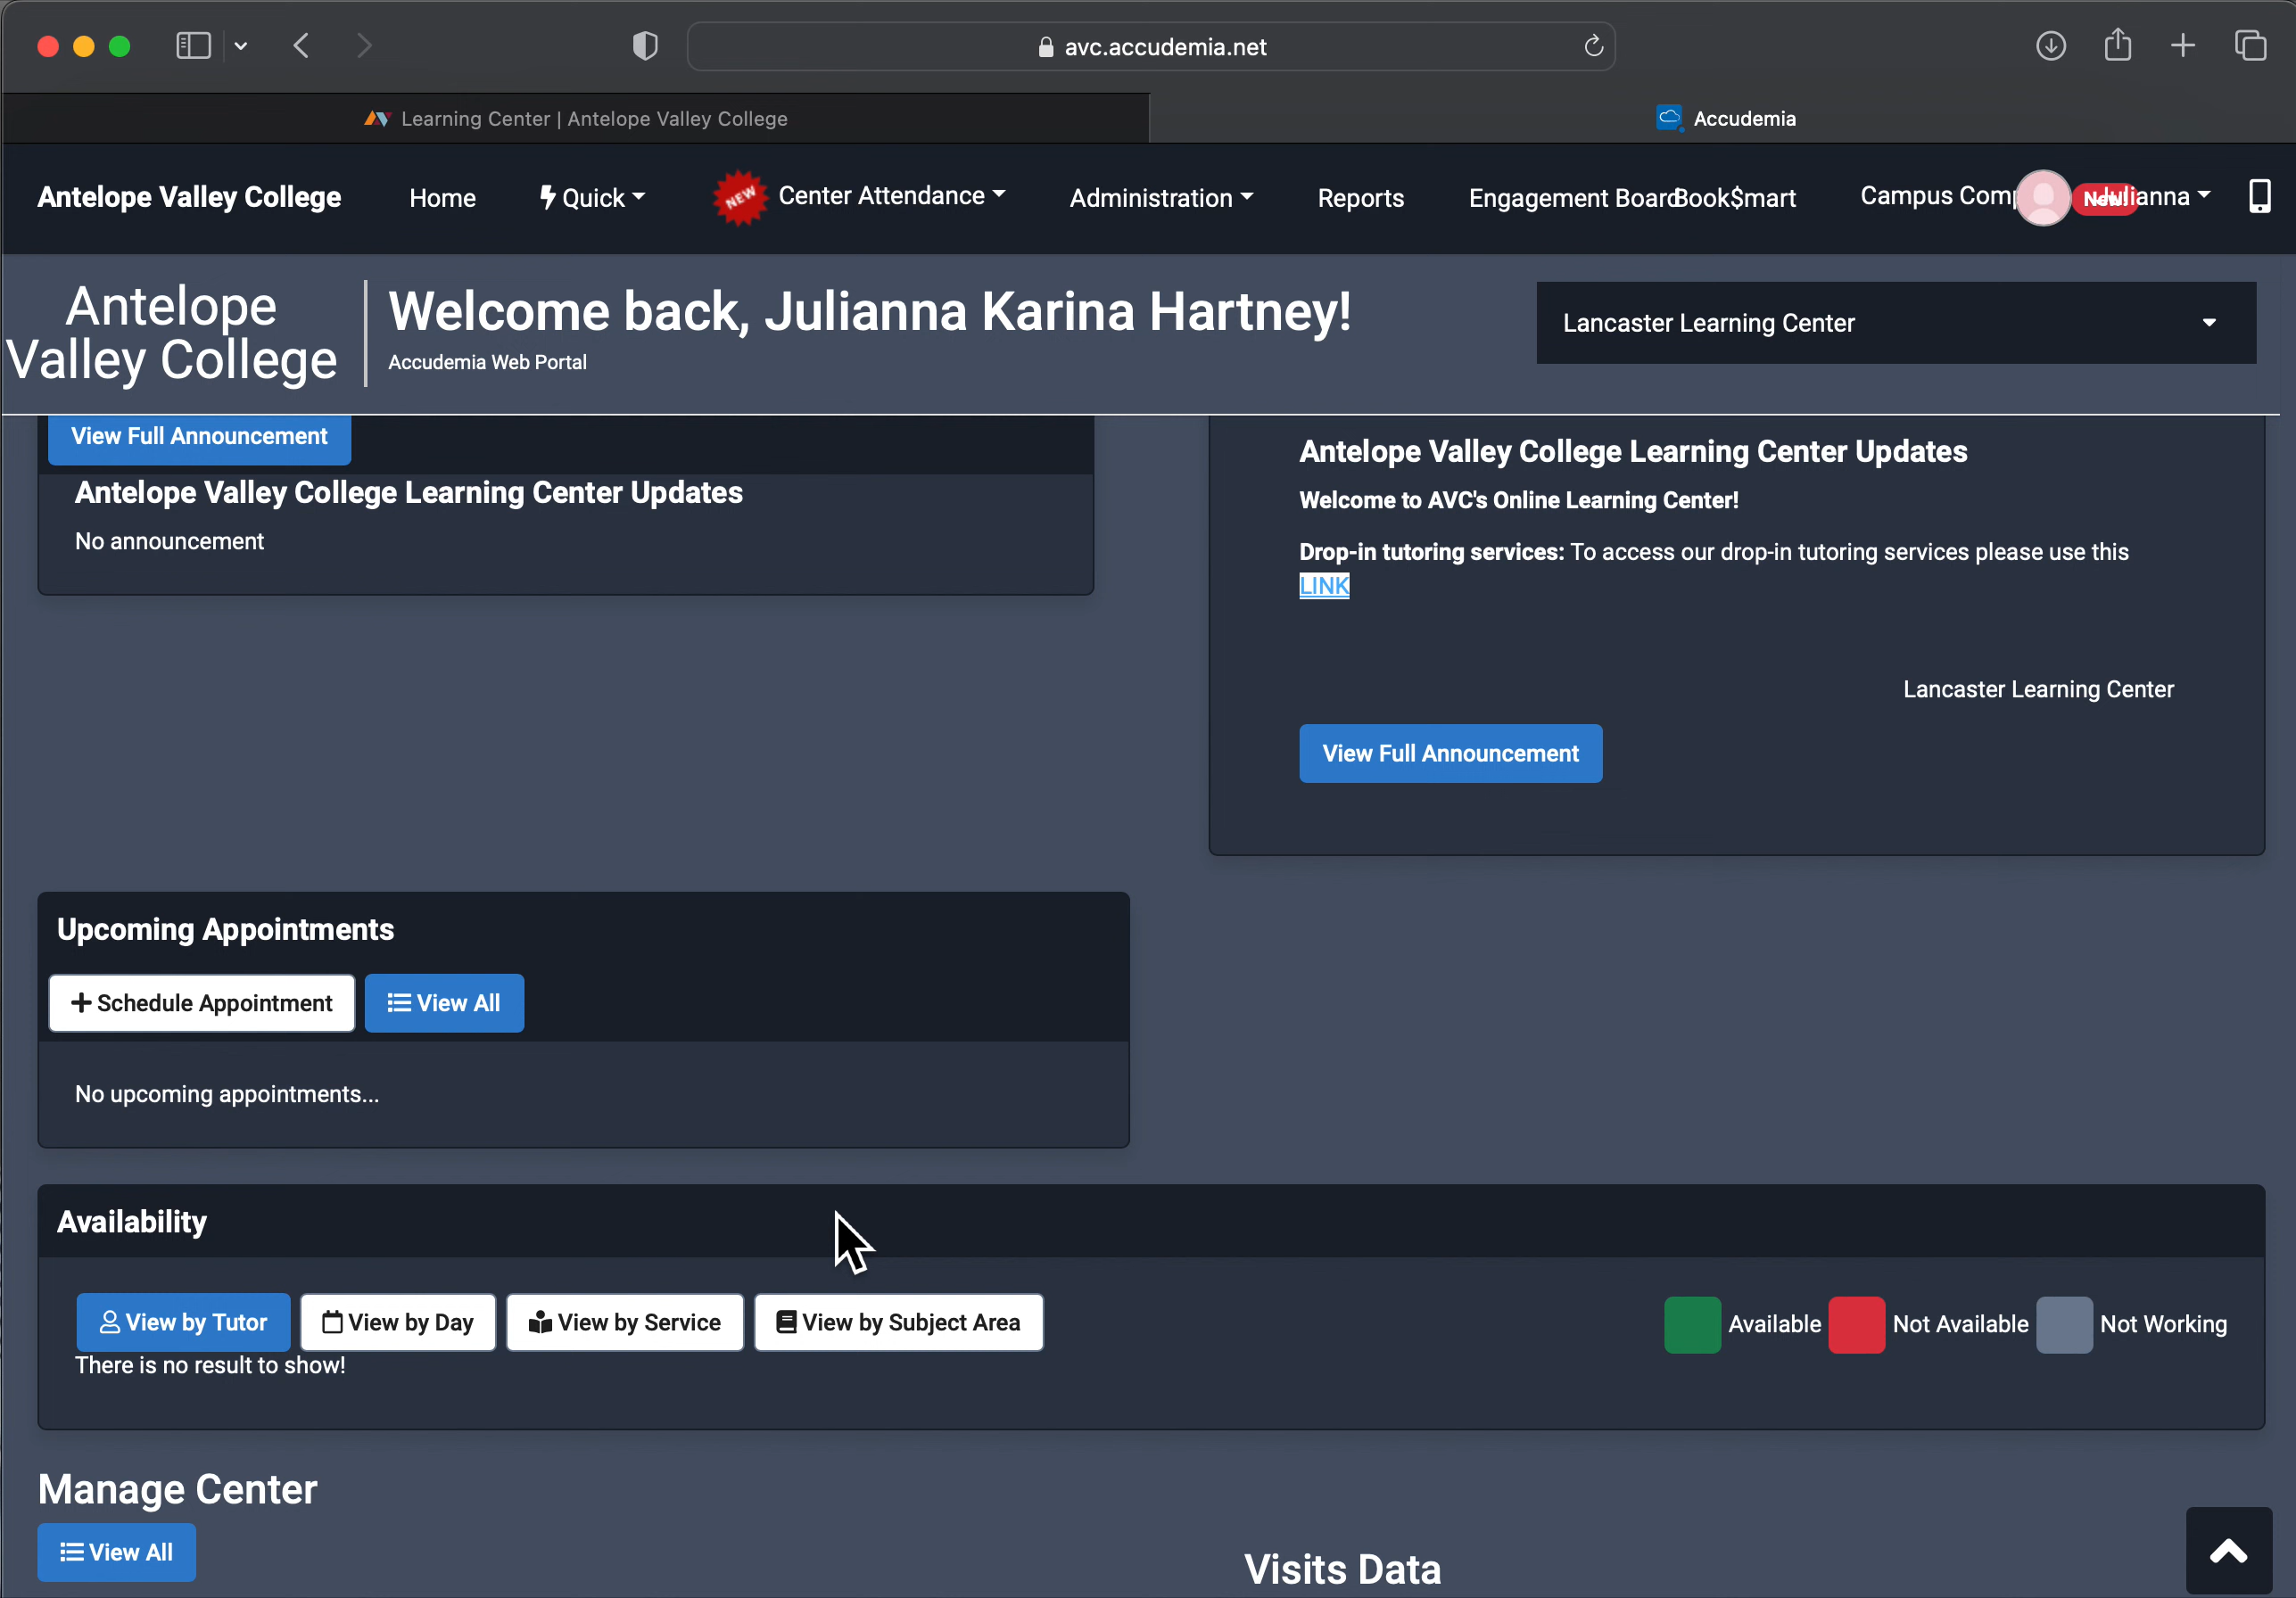 avc.accudemia.net
Learning Center | Antelope Valley College
Accudemia
Antelope Valley College
Home
Quick
NEW
Center Attendance
Administration
Reports
Engagement Board
Book$mart
Campus Comp
New!
Julianna
Antelope
Valley College
Welcome back, Julianna Karina Hartney!
Accudemia Web Portal
Lancaster Learning Center
View Full Announcement
Antelope Valley College Learning Center Updates
No announcement
Antelope Valley College Learning Center Updates
Welcome to AVC's Online Learning Center!
Drop-in tutoring services: To access our drop-in tutoring services please use this
LINK
Lancaster Learning Center
View Full Announcement
Upcoming Appointments
Schedule Appointment
View All
No upcoming appointments...
Availability
View by Tutor
View by Day
View by Service
View by Subject Area
Available
Not Available
Not Working
There is no result to show!
Manage Center
View All
Visits Data